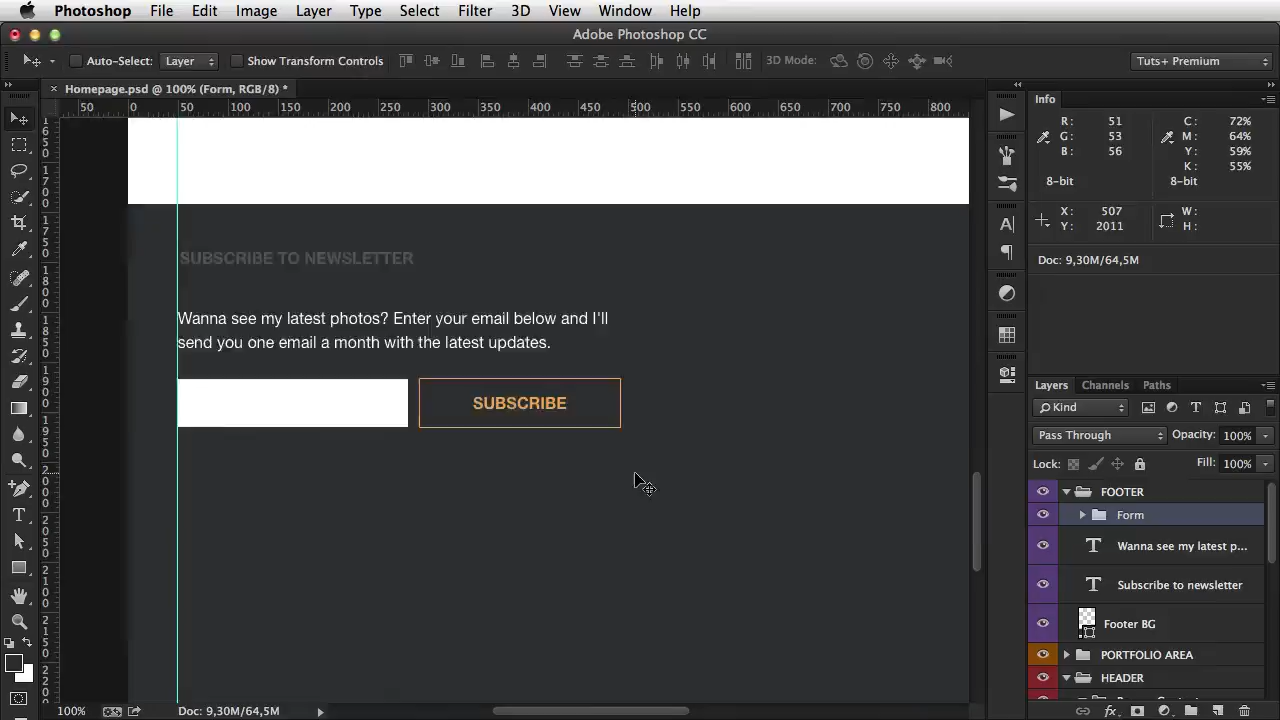 Photoshop File Edit Image Layer Type Select Filter 3D View Window Help
Adobe Photoshop CC
Auto-Select: Layer Show Transform Controls 3D Mode: Tuts+ Premium
Homepage.psd @ 100% (Form, RGB/8) *
50 0 50 100 150 200 250 300 350 400 450 500 550 600 650 700 750 800
Info
R: 51 C: 72%
G: 53 M: 64%
B: 56 Y: 59%
K: 55%
8-bit 8-bit
X: 507 W:
Y: 2011 H:
Doc: 9,30M/64,5M
SUBSCRIBE TO NEWSLETTER
Wanna see my latest photos? Enter your email below and I'll
send you one email a month with the latest updates.
SUBSCRIBE
Layers Channels Paths
Kind
Pass Through Opacity: 100%
Lock: Fill: 100%
FOOTER
Form
Wanna see my latest p...
Subscribe to newsletter
Footer BG
PORTFOLIO AREA
HEADER
100% Doc: 9,30M/64,5M